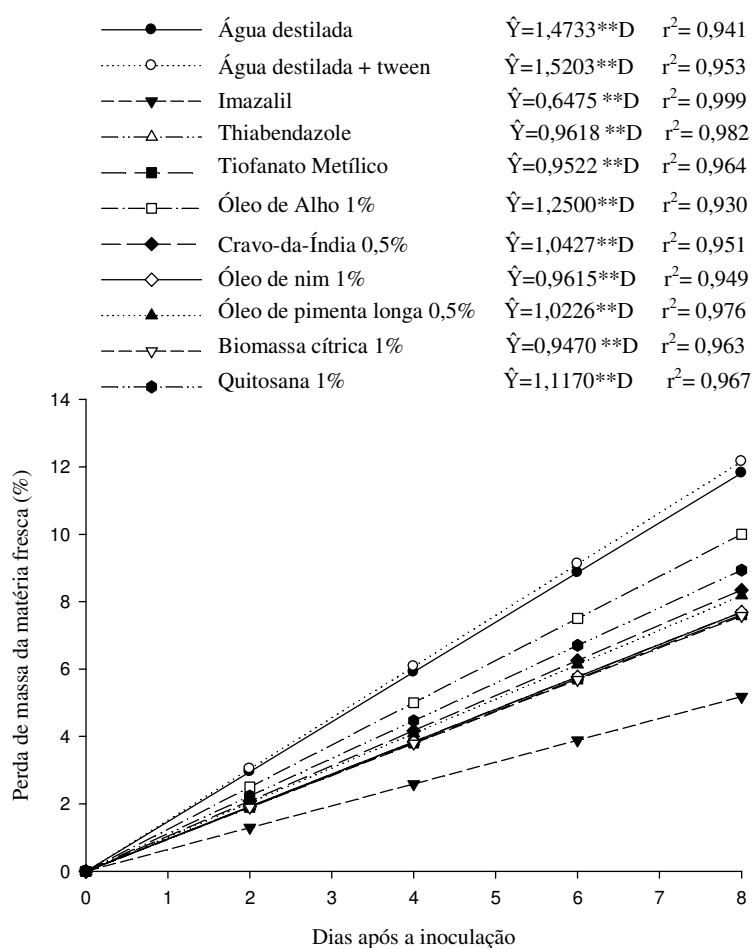 Água destilada Ŷ=1,4733**D r²= 0,941
Água destilada + tween Ŷ=1,5203**D r²= 0,953
Imazalil Ŷ=0,6475 **D r²= 0,999
Thiabendazole Ŷ=0,9618 **D r²= 0,982
Tiofanato Metílico Ŷ=0,9522 **D r²= 0,964
Óleo de Alho 1% Ŷ=1,2500**D r²= 0,930
Cravo-da-Índia 0,5% Ŷ=1,0427**D r²= 0,951
Óleo de nim 1% Ŷ=0,9615**D r²= 0,949
Óleo de pimenta longa 0,5% Ŷ=1,0226**D r²= 0,976
Biomassa cítrica 1% Ŷ=0,9470 **D r²= 0,963
Quitosana 1% Ŷ=1,1170**D r²= 0,967
Perda de massa da matéria fresca (%)
14
12
10
8
6
4
2
0
0 1 2 3 4 5 6 7 8
Dias após a inoculação